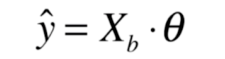 ŷ = X_b · θ